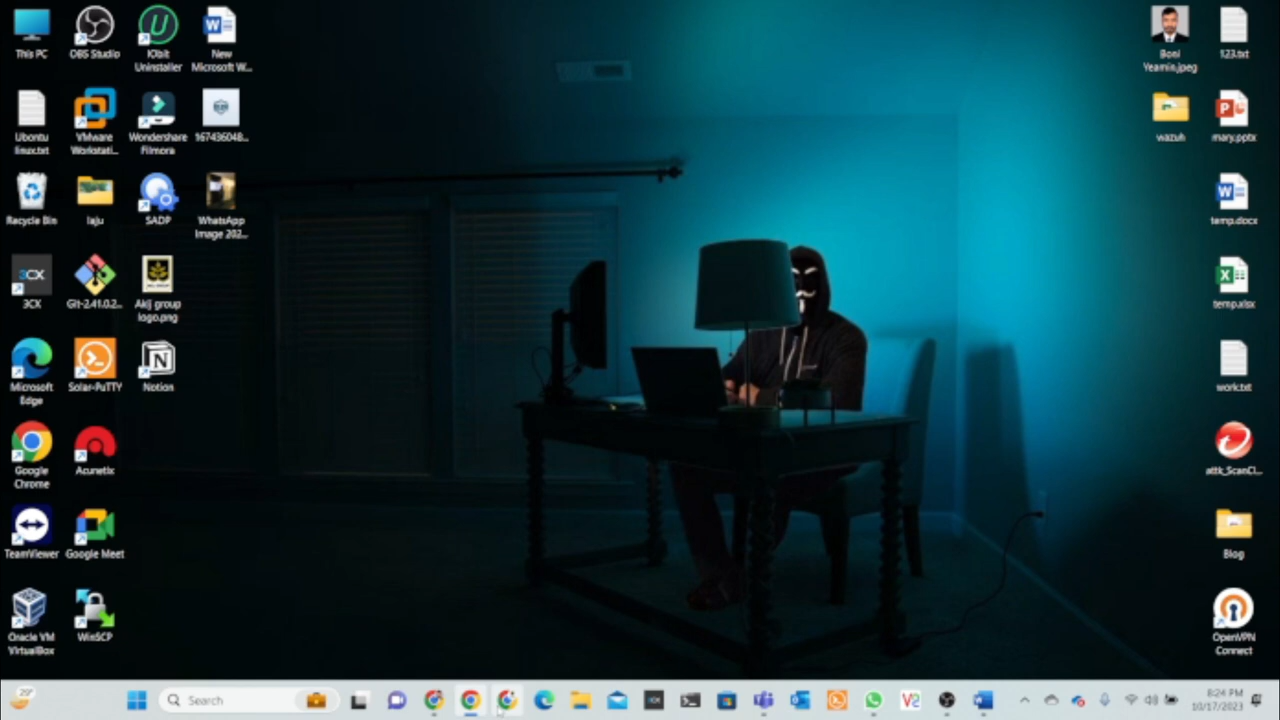 This PC
OBS Studio
IObit
Uninstaller
New
Microsoft W...
Ubontu
linux.txt
VMware
Workstati...
Wondershare
Filmora
167436048...
Recycle Bin
laju
SADP
WhatsApp
Image 202...
3CX
3CX
Git-2.41.0.2...
Akij group
logo.png
Microsoft
Edge
Solar-PuTTY
Notion
Google
Chrome
Acunetix
TeamViewer
Google Meet
Oracle VM
VirtualBox
WinSCP
Boni
Yeamin.jpeg
123.txt
wazuh
mary.pptx
temp.docx
temp.xlsx
work.txt
attk_ScanCl...
Blog
OpenVPN
Connect
29°
Search
8:24 PM
10/17/2023